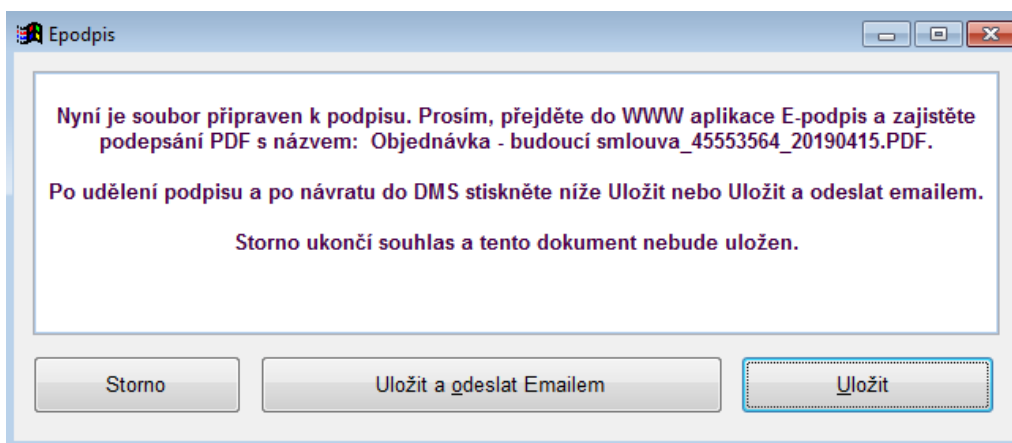 Epodpis
Nyní je soubor připraven k podpisu. Prosím, přejděte do WWW aplikace E-podpis a zajistěte
podepsání PDF s názvem:  Objednávka - budoucí smlouva_45553564_20190415.PDF.
Po udělení podpisu a po návratu do DMS stiskněte níže Uložit nebo Uložit a odeslat emailem.
Storno ukončí souhlas a tento dokument nebude uložen.
Storno
Uložit a odeslat Emailem
Uložit